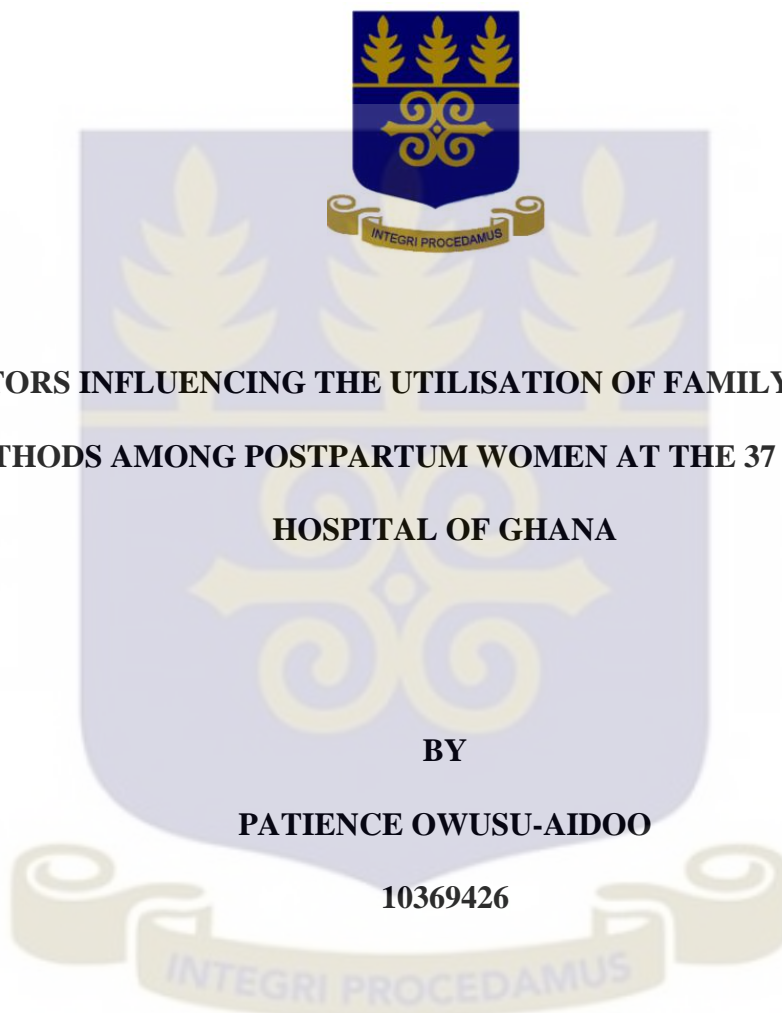 INTEGRI PROCEDAMUS
TORS INFLUENCING THE UTILISATION OF FAMILY
THODS AMONG POSTPARTUM WOMEN AT THE 37
HOSPITAL OF GHANA
BY
PATIENCE OWUSU-AIDOO
10369426
INTEGRI PROCEDAMUS